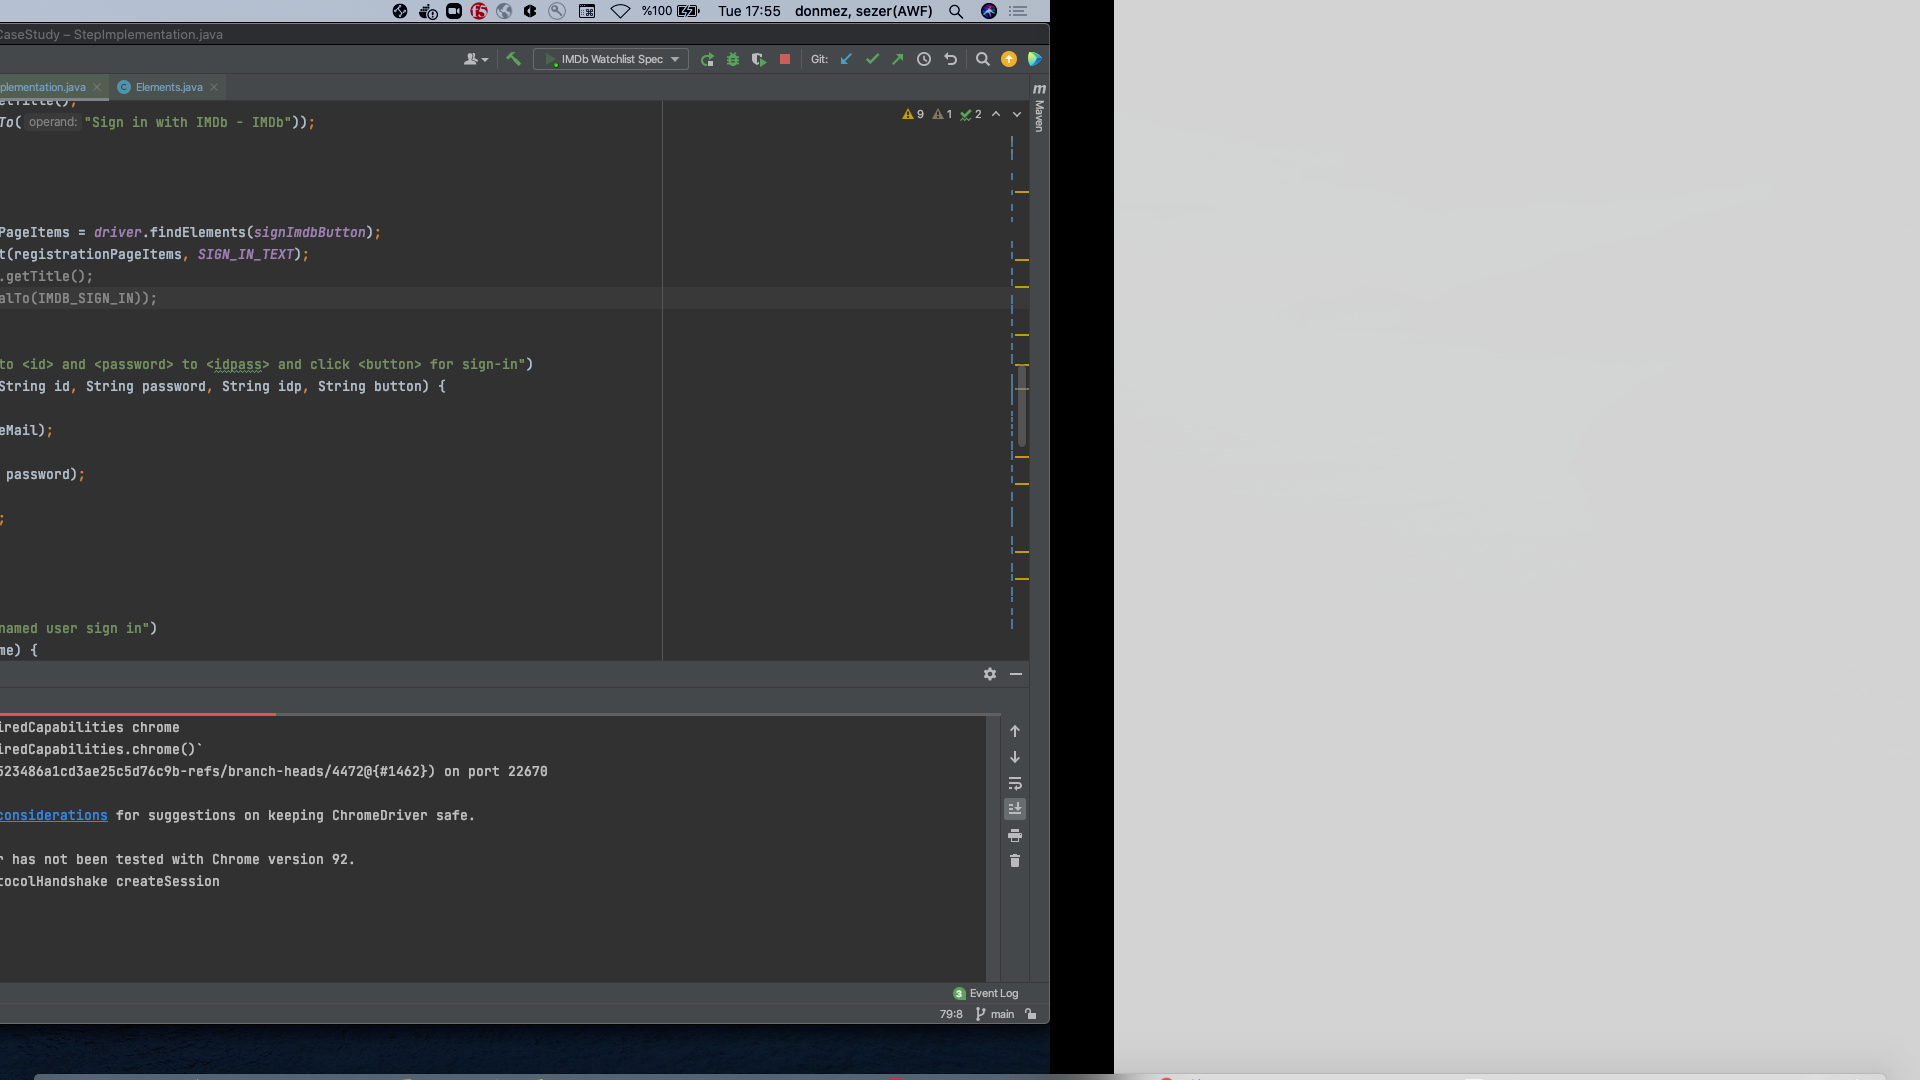 %100
Tue 17:55
donmez, sezer(AWF)
CaseStudy – StepImplementation.java
IMDb Watchlist Spec
Git:
plementation.java
Elements.java
etTitle();
To( operand: "Sign in with IMDb - IMDb"));
9 1 2
Maven
PageItems = driver.findElements(signImdbButton);
t(registrationPageItems, SIGN_IN_TEXT);
.getTitle();
alTo(IMDB_SIGN_IN));
to <id> and <password> to <idpass> and click <button> for sign-in")
String id, String password, String idp, String button) {
eMail);
password);
;
named user sign in")
me) {
iredCapabilities chrome
iredCapabilities.chrome()`
523486a1cd3ae25c5d76c9b-refs/branch-heads/4472@{#1462}) on port 22670
considerations for suggestions on keeping ChromeDriver safe.
r has not been tested with Chrome version 92.
tocolHandshake createSession
3 Event Log
79:8 main